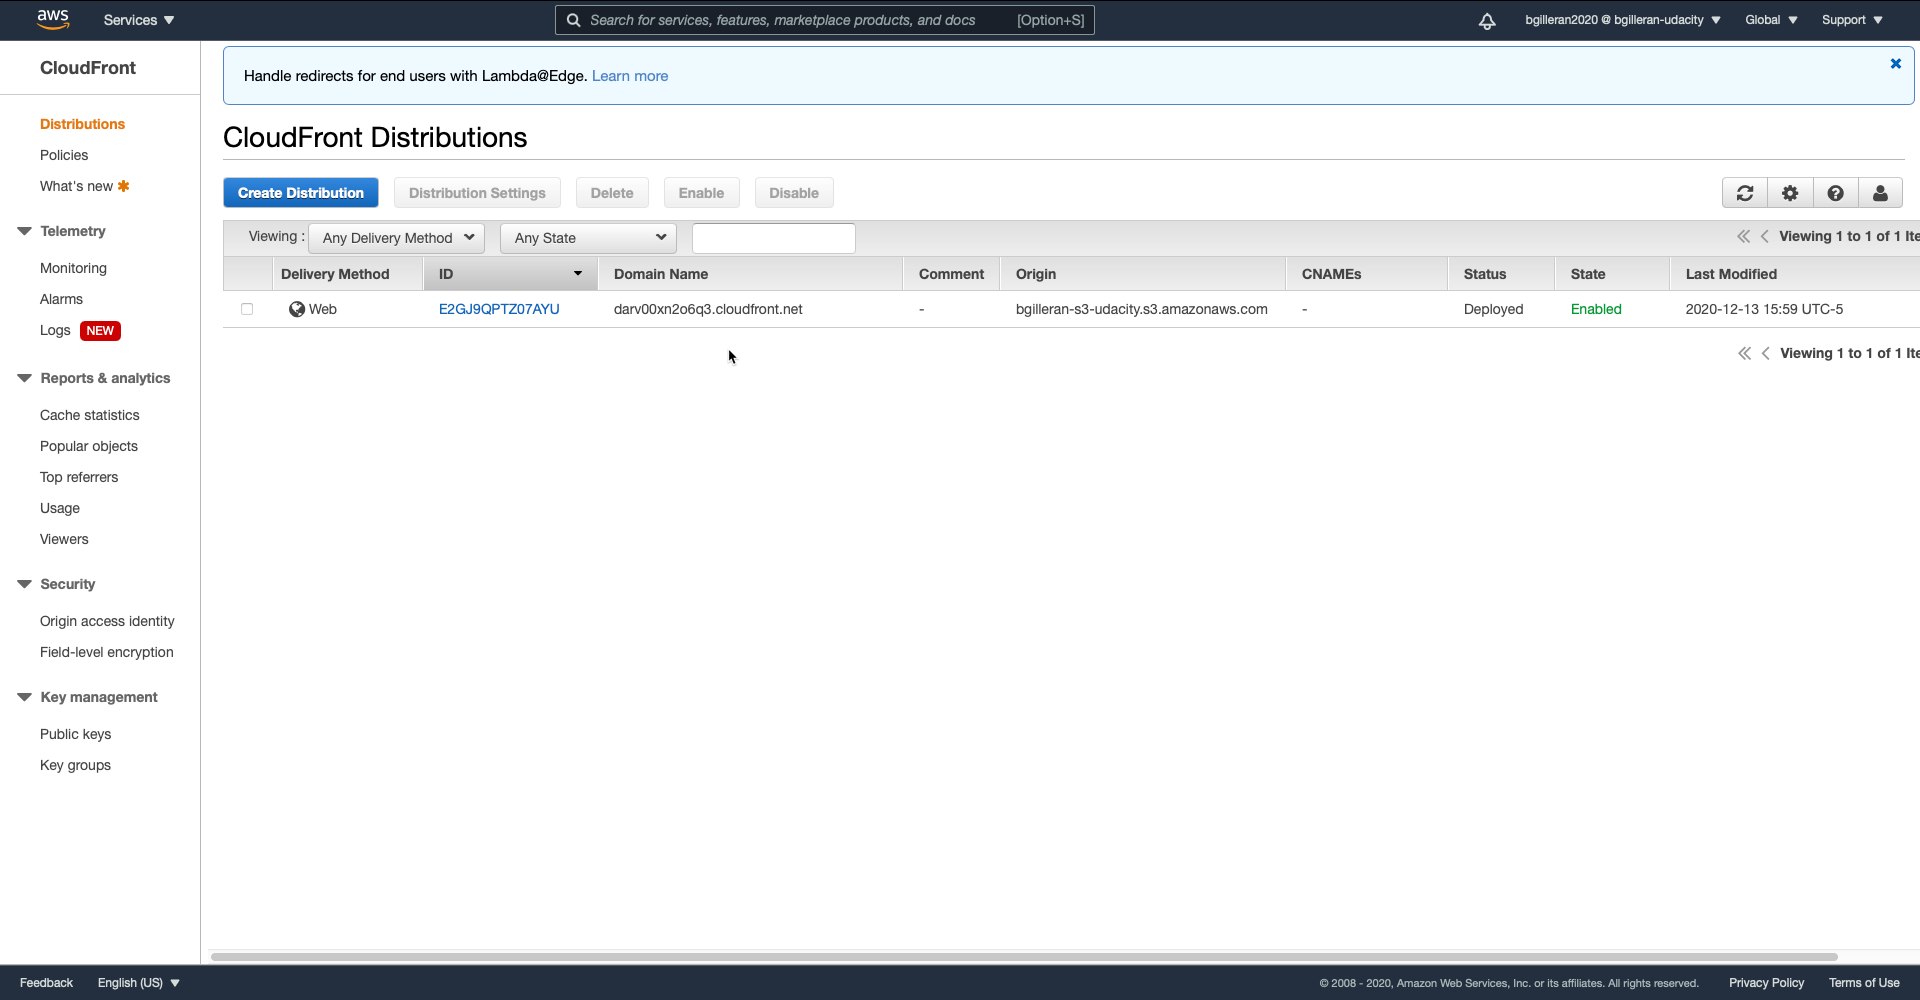 aws
Services
Search for services, features, marketplace products, and docs [Option+S]
bgilleran2020 @ bgilleran-udacity
Global
Support
CloudFront
Distributions
Policies
What's new
Telemetry
Monitoring
Alarms
Logs NEW
Reports & analytics
Cache statistics
Popular objects
Top referrers
Usage
Viewers
Security
Origin access identity
Field-level encryption
Key management
Public keys
Key groups
Handle redirects for end users with Lambda@Edge. Learn more
CloudFront Distributions
Create Distribution Distribution Settings Delete Enable Disable
Viewing : Any Delivery Method Any State Viewing 1 to 1 of 1 Ite
Delivery Method ID Domain Name Comment Origin CNAMEs Status State Last Modified
Web E2GJ9QPTZ07AYU darv00xn2o6q3.cloudfront.net - bgilleran-s3-udacity.s3.amazonaws.com - Deployed Enabled 2020-12-13 15:59 UTC-5
Viewing 1 to 1 of 1 Ite
Feedback English (US) © 2008 - 2020, Amazon Web Services, Inc. or its affiliates. All rights reserved. Privacy Policy Terms of Use